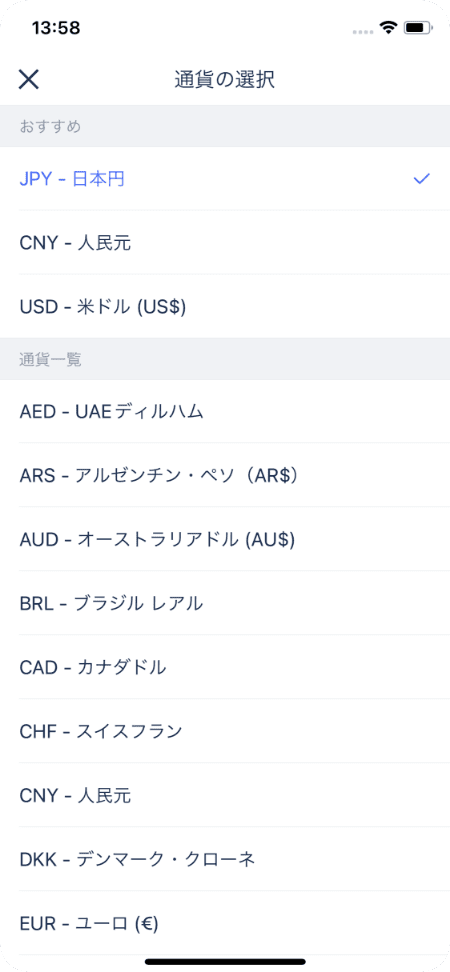 13:58
通貨の選択
おすすめ
JPY - 日本円
CNY - 人民元
USD - 米ドル (US$)
通貨一覧
AED - UAEディルハム
ARS - アルゼンチン・ペソ（AR$）
AUD - オーストラリアドル (AU$)
BRL - ブラジル レアル
CAD - カナダドル
CHF - スイスフラン
CNY - 人民元
DKK - デンマーク・クローネ
EUR - ユーロ (€)